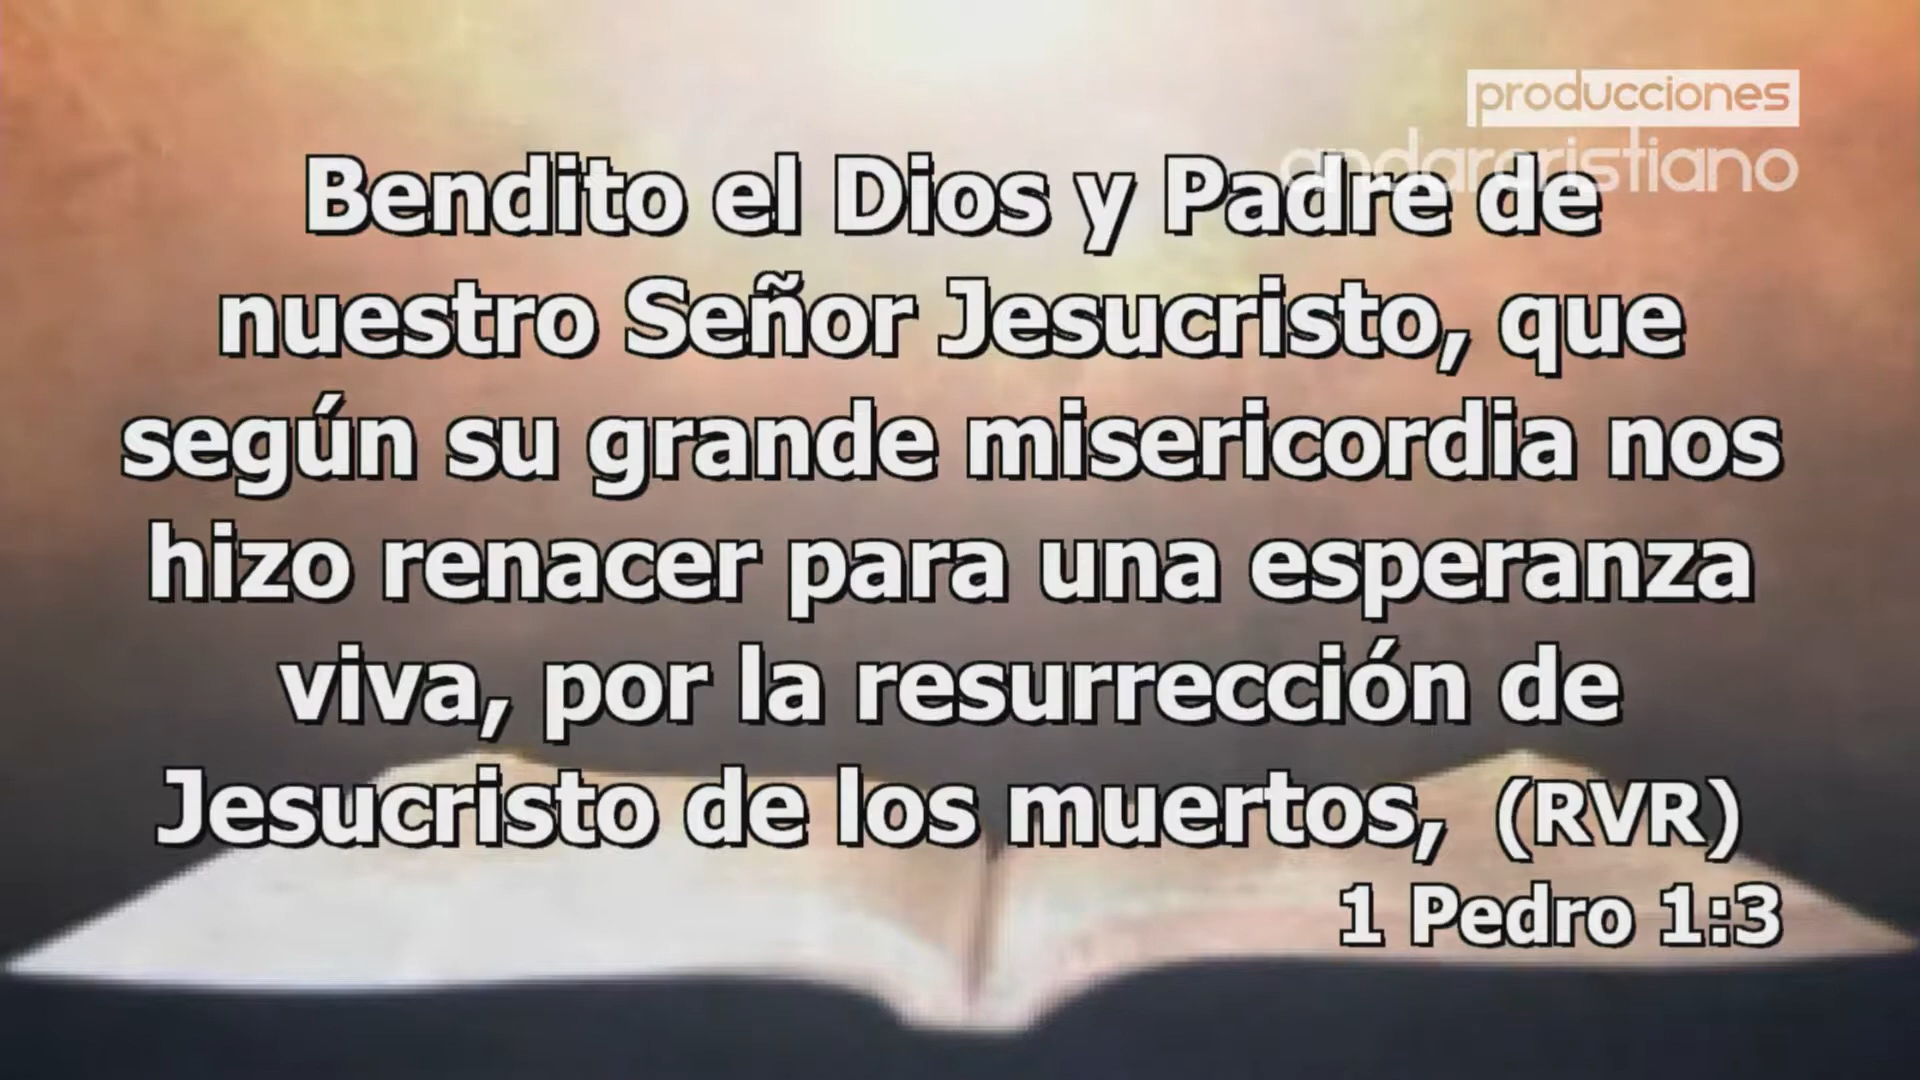 producciones
andarcristiano
Bendito el Dios y Padre de
nuestro Señor Jesucristo, que
según su grande misericordia nos
hizo renacer para una esperanza
viva, por la resurrección de
Jesucristo de los muertos, (RVR)
1 Pedro 1:3